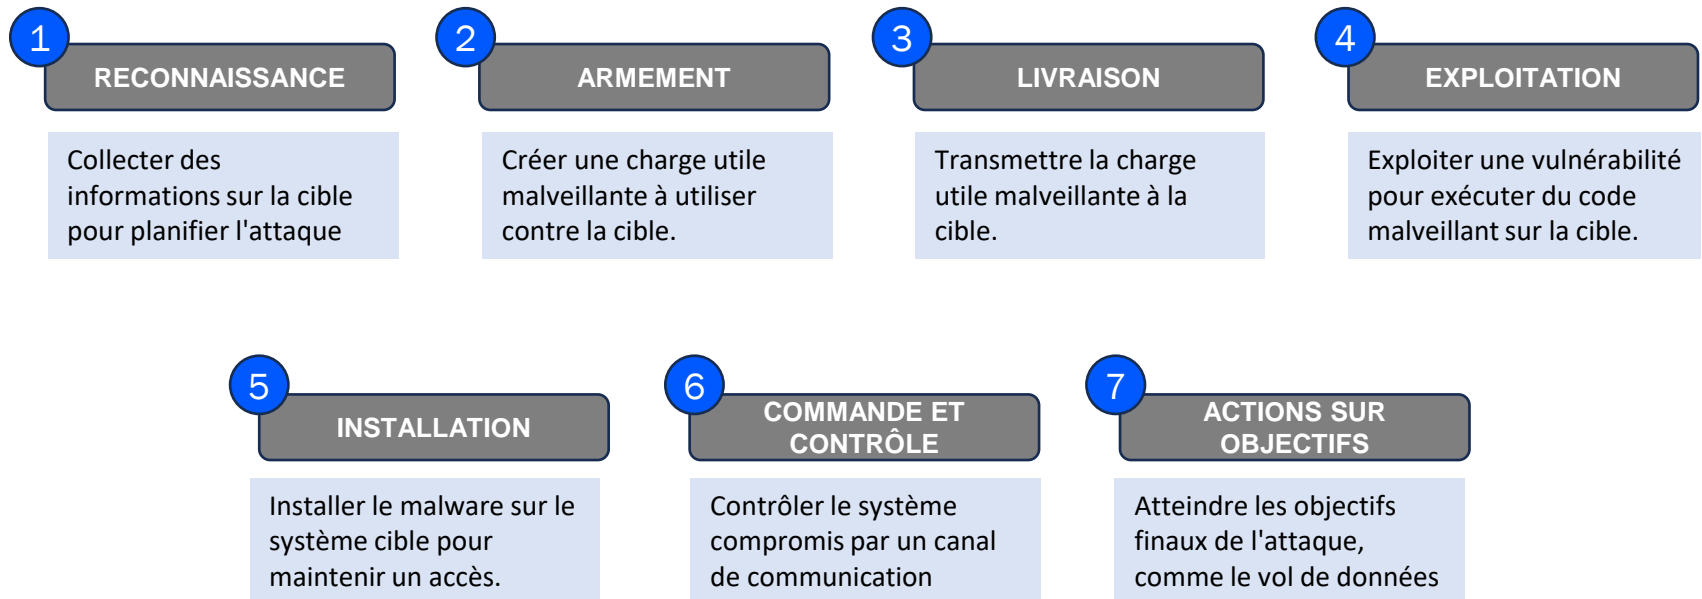 1
RECONNAISSANCE
Collecter des
informations sur la cible
pour planifier l'attaque
2
ARMEMENT
Créer une charge utile
malveillante à utiliser
contre la cible.
3
LIVRAISON
Transmettre la charge
utile malveillante à la
cible.
4
EXPLOITATION
Exploiter une vulnérabilité
pour exécuter du code
malveillant sur la cible.
5
INSTALLATION
Installer le malware sur le
système cible pour
maintenir un accès.
6
COMMANDE ET
CONTRÔLE
Contrôler le système
compromis par un canal
de communication
7
ACTIONS SUR
OBJECTIFS
Atteindre les objectifs
finaux de l'attaque,
comme le vol de données